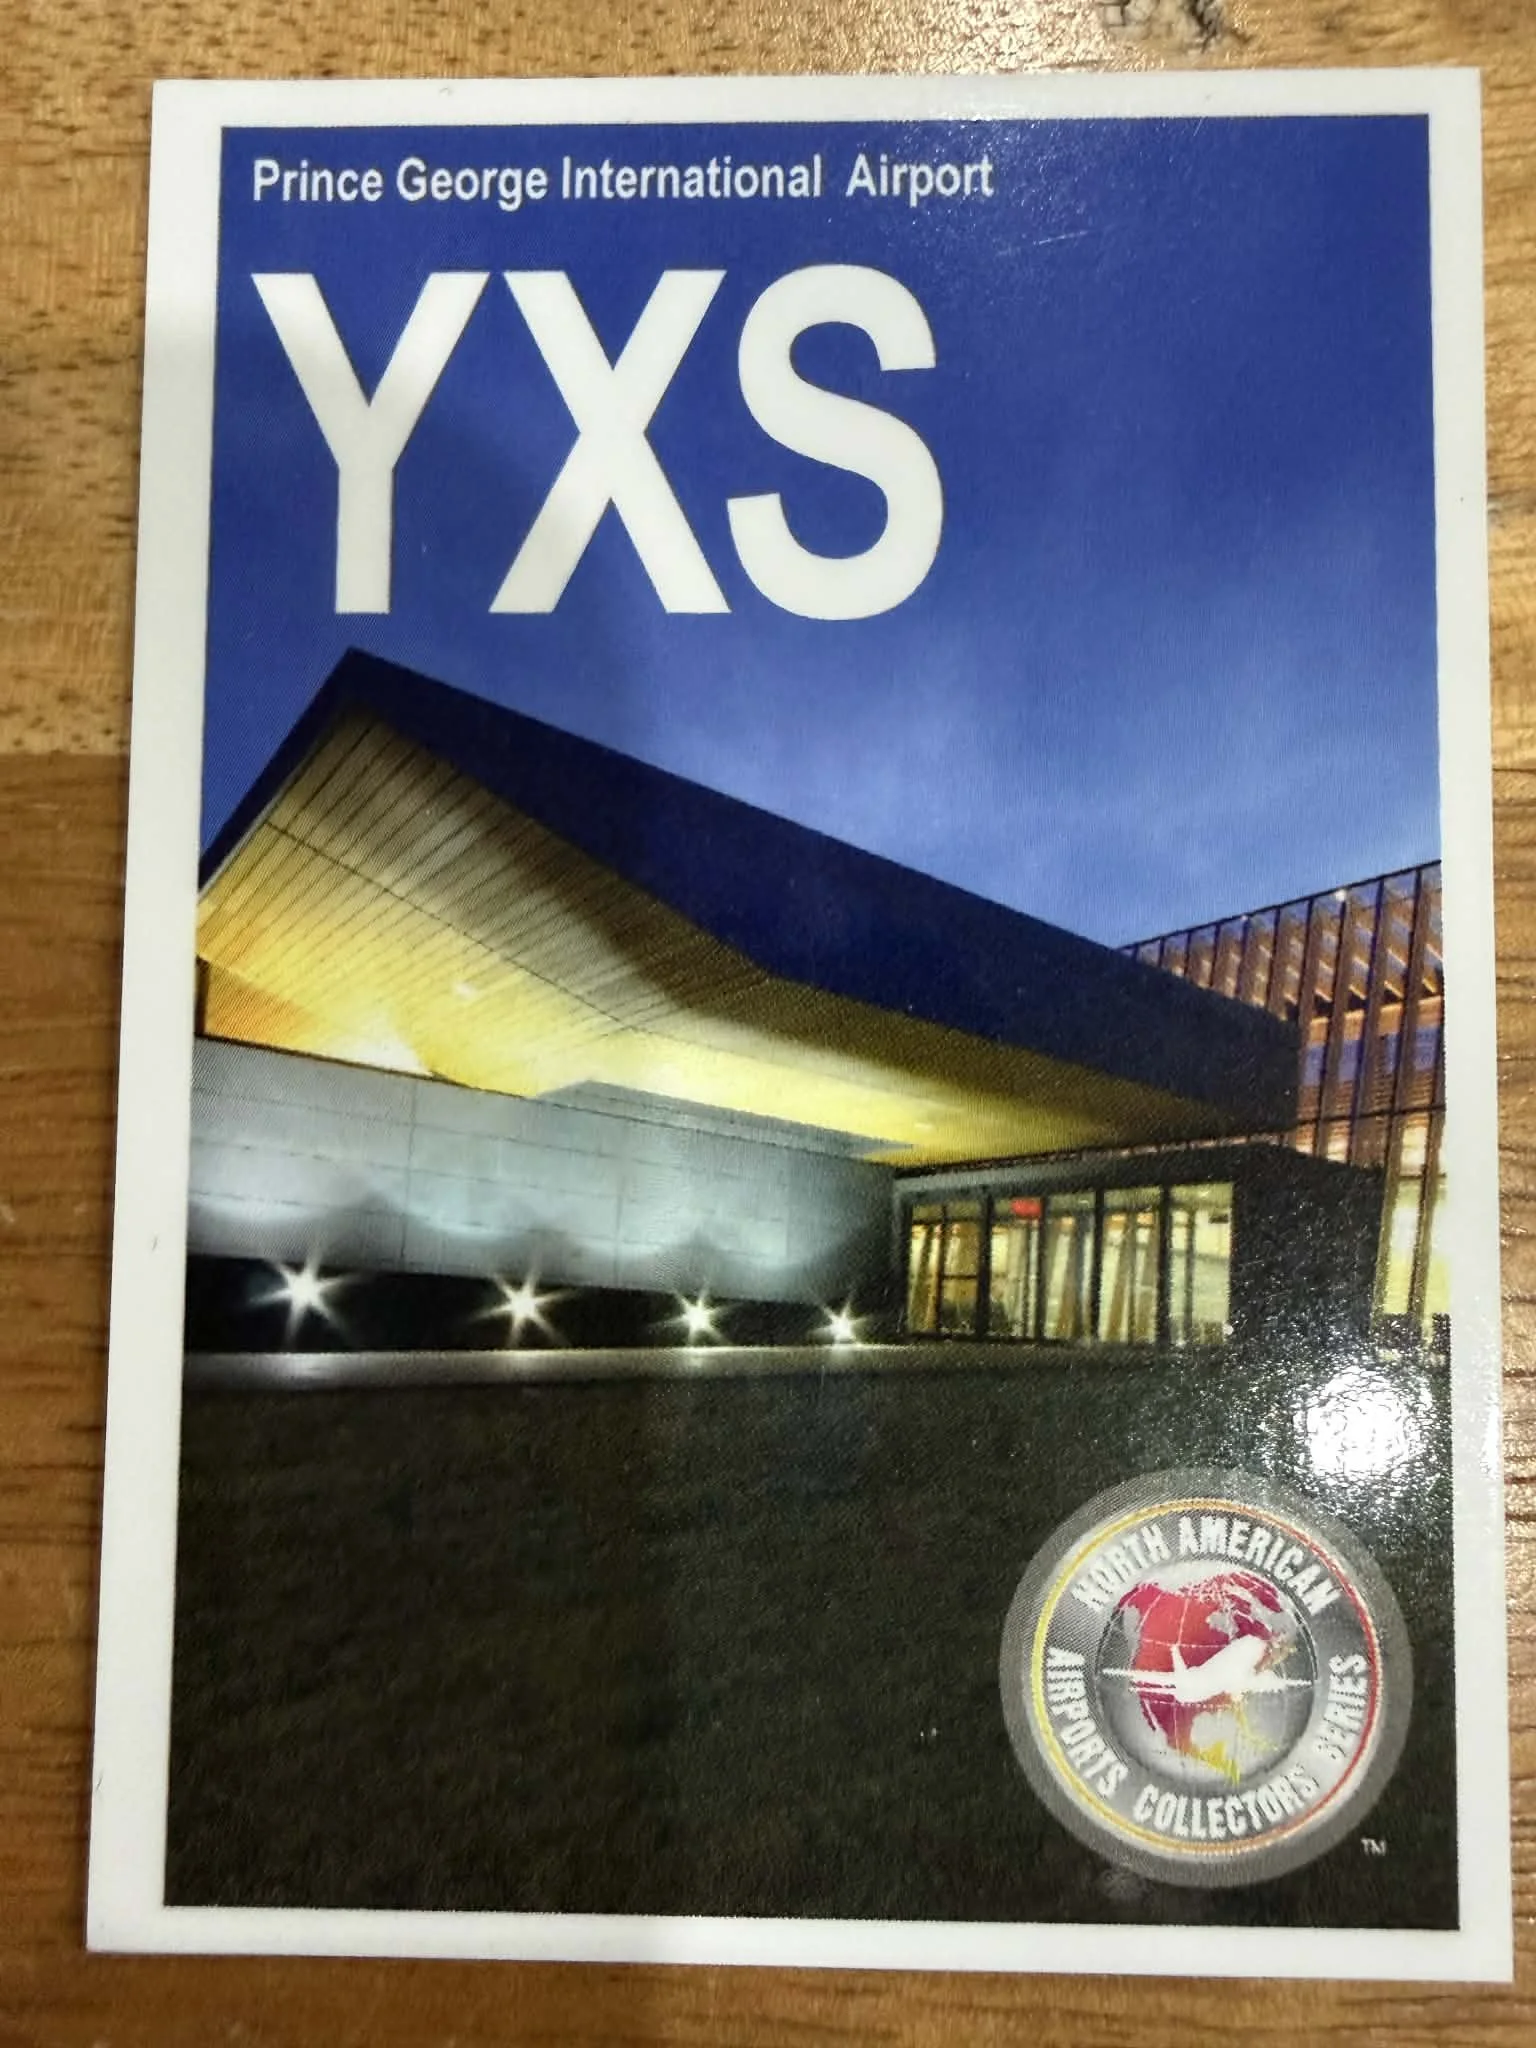 Prince George International Airport
YXS
NORTH AMERICAN
AIRPORTS COLLECTORS SERIES
TM